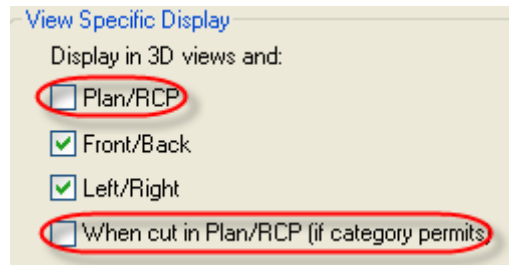 View Specific Display
Display in 3D views and:
Plan/RCP
Front/Back
Left/Right
When cut in Plan/RCP (if category permits)